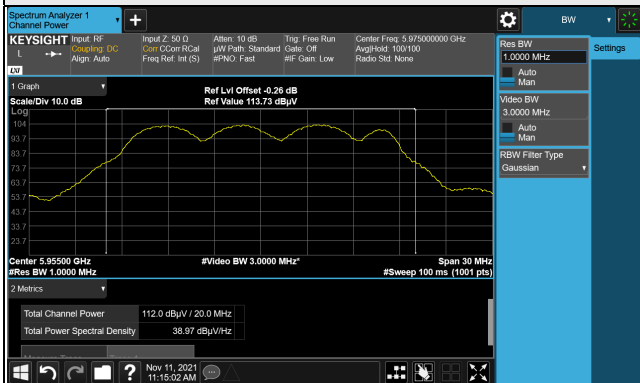 Spectrum Analyzer 1
Channel Power
KEYSIGHT
L
LXI
Input: RF
Coupling: DC
Align: Auto
Input Z: 50 Ω
Corr CCorr RCal
Freq Ref: Int (S)
Atten: 10 dB
µW Path: Standard
#PNO: Fast
Trig: Free Run
Gate: Off
#IF Gain: Low
Center Freq: 5.975000000 GHz
Avg|Hold: 100/100
Radio Std: None
1 Graph
Scale/Div 10.0 dB
Ref Lvl Offset -0.26 dB
Ref Value 113.73 dBµV
Log
104
93.7
83.7
73.7
63.7
53.7
43.7
33.7
23.7
Center 5.95500 GHz
#Res BW 1.0000 MHz
#Video BW 3.0000 MHz*
Span 30 MHz
#Sweep 100 ms (1001 pts)
2 Metrics
Total Channel Power 112.0 dBµV / 20.0 MHz
Total Power Spectral Density 38.97 dBµV/Hz
?
Nov 11, 2021
11:15:02 AM
BW
Settings
Res BW
1.0000 MHz
Auto
Man
Video BW
3.0000 MHz
Auto
Man
RBW Filter Type
Gaussian